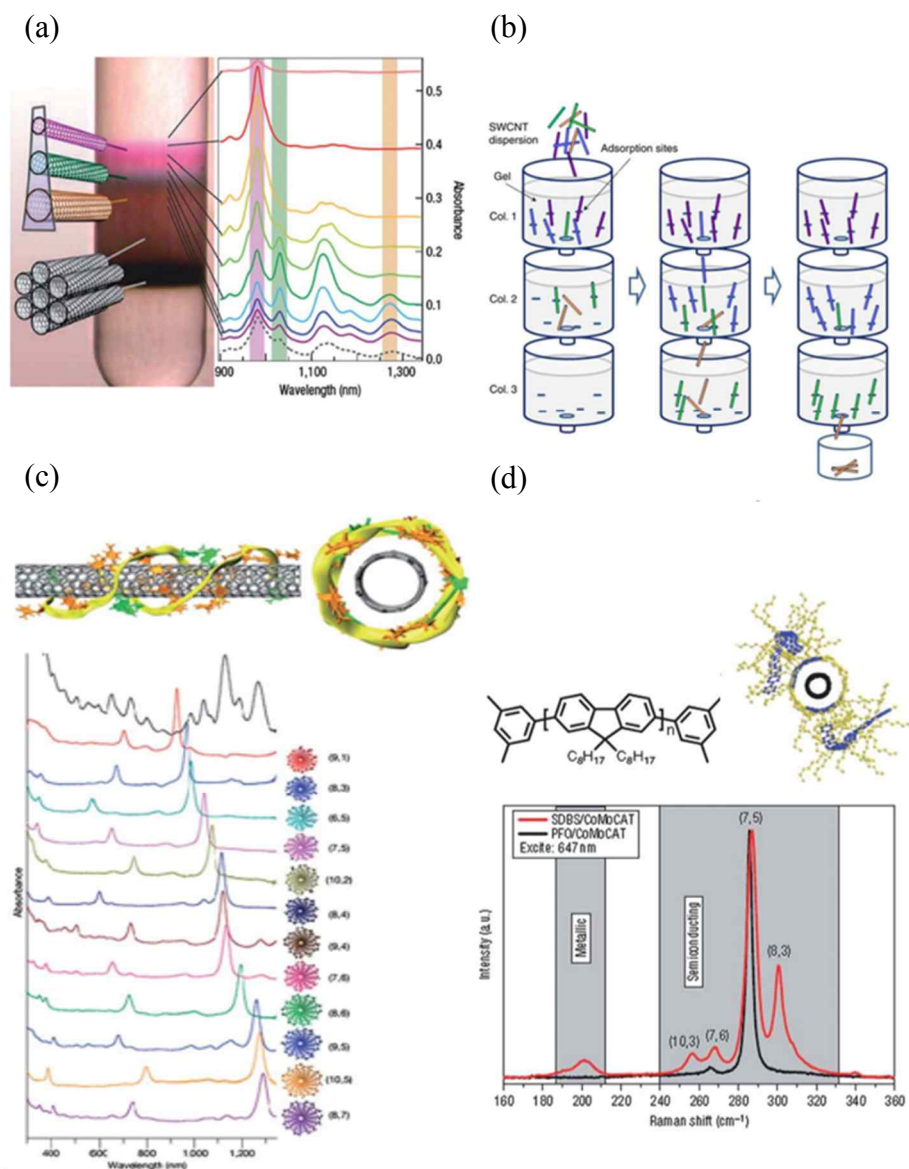 (a)
0.5
0.4
0.3
0.2
0.1
0.0
Absorbance
900
1,100
1,300
Wavelength (nm)
(b)
SWCNT
dispersion
Adsorption sites
Gel
Col. 1
Col. 2
Col. 3
(c)
Absorbance
(9,1)
(8,3)
(6,5)
(7,5)
(10,2)
(8,4)
(9,4)
(7,6)
(8,6)
(9,5)
(10,5)
(8,7)
400
600
800
1,000
1,200
Wavelength (nm)
(d)
n
C8H17 C8H17
SDBS/CoMoCAT
PFO/CoMoCAT
Excite: 647 nm
(7,5)
Metallic
Semiconducting
(8,3)
(10,3)
(7,6)
Intensity (a.u.)
160 180 200 220 240 260 280 300 320 340 360
Raman shift (cm⁻¹)